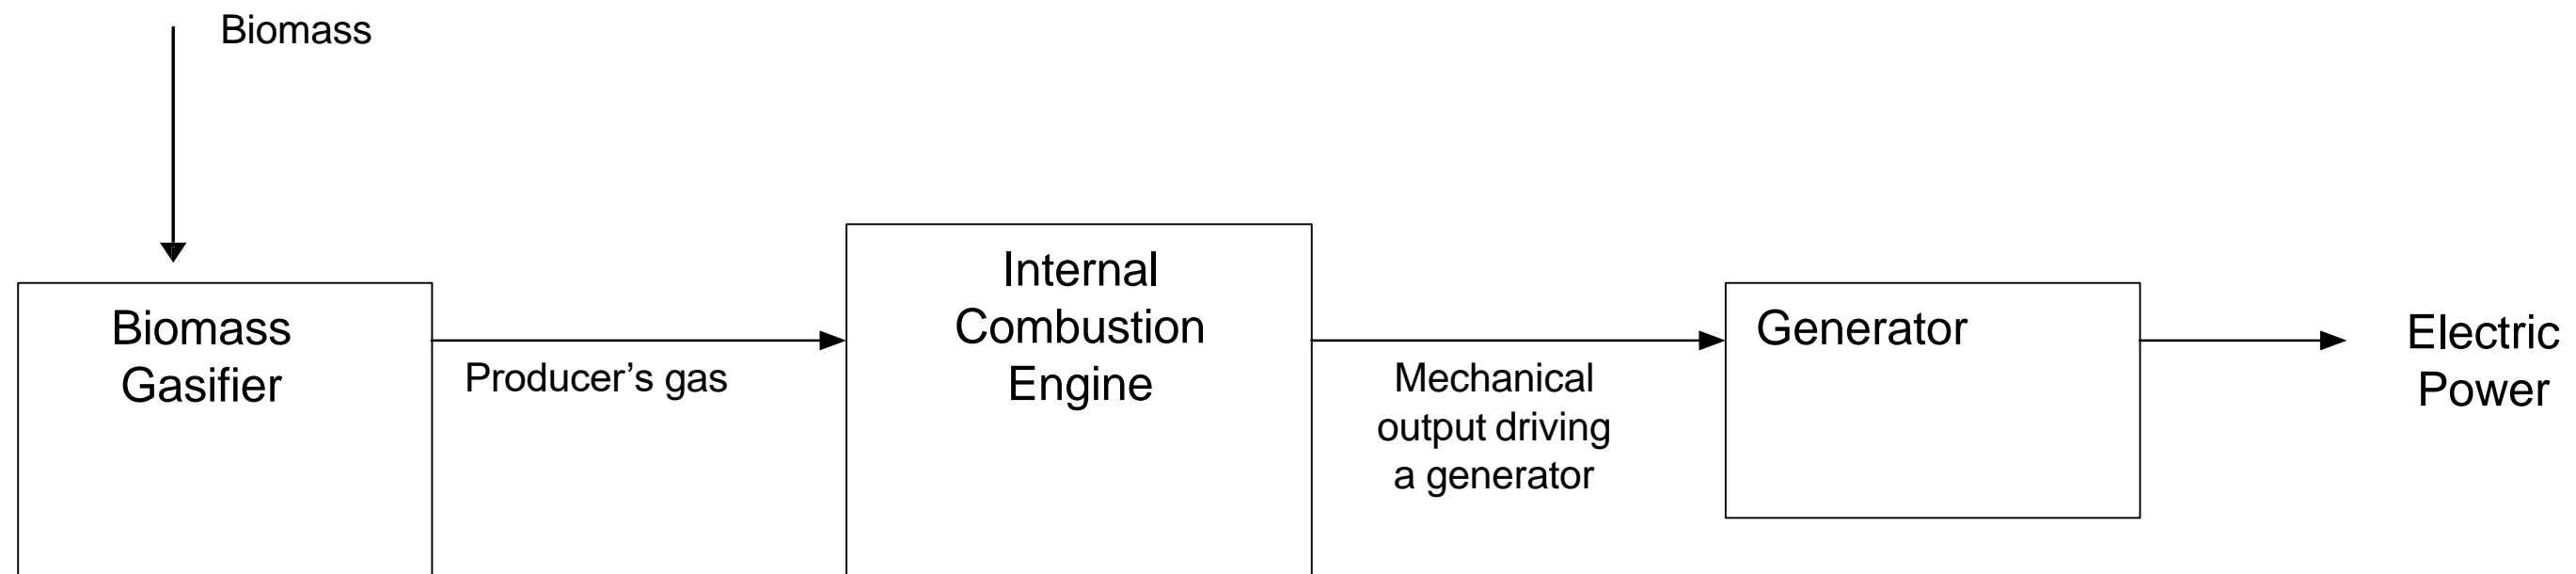 Biomass
Biomass
Gasifier
Producer’s gas
Internal
Combustion
Engine
Mechanical
output driving
a generator
Generator
Electric
Power